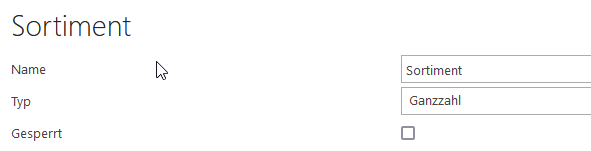 Sortiment
Name Sortiment
Typ Ganzzahl
Gesperrt